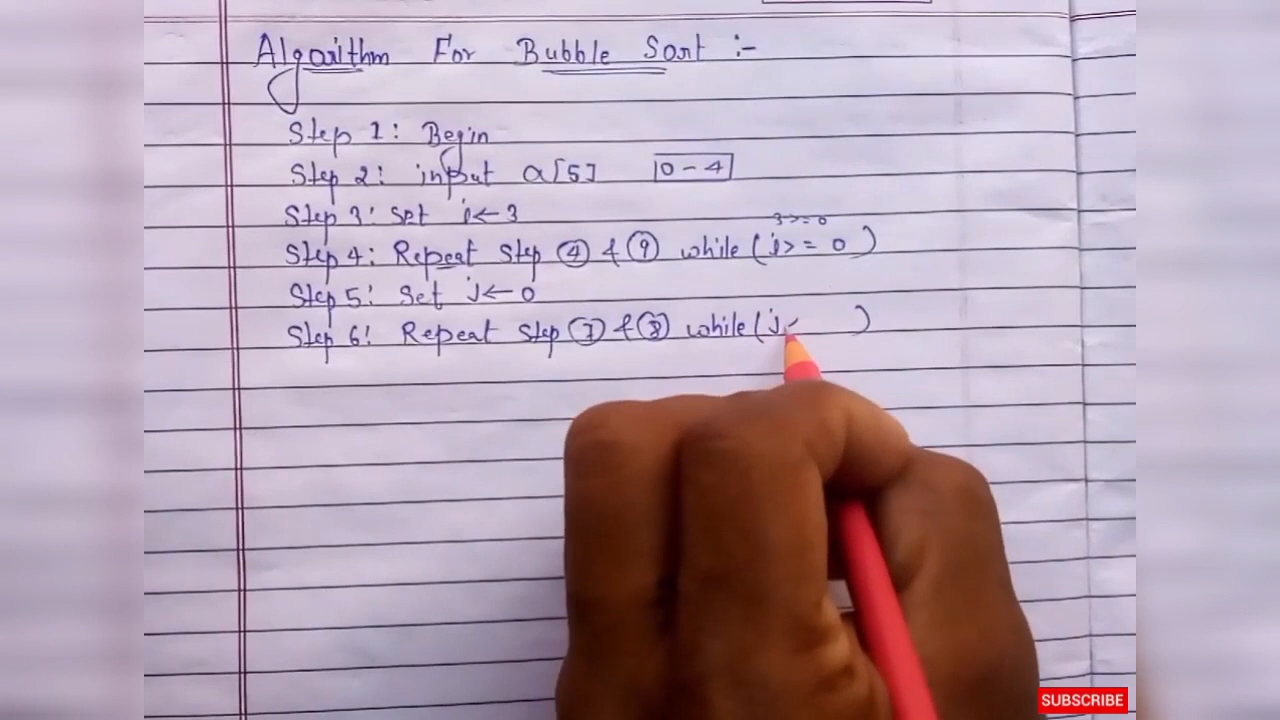 Algorithm For Bubble Sort :-
Step 1: Begin
Step 2: input a[5] 0-4
Step 3: Set i←3
3>=0
Step 4: Repeat Step 4 & 9 while (i>=0)
Step 5: Set j←0
Step 6: Repeat Step 7 & 8 while (j< )
SUBSCRIBE